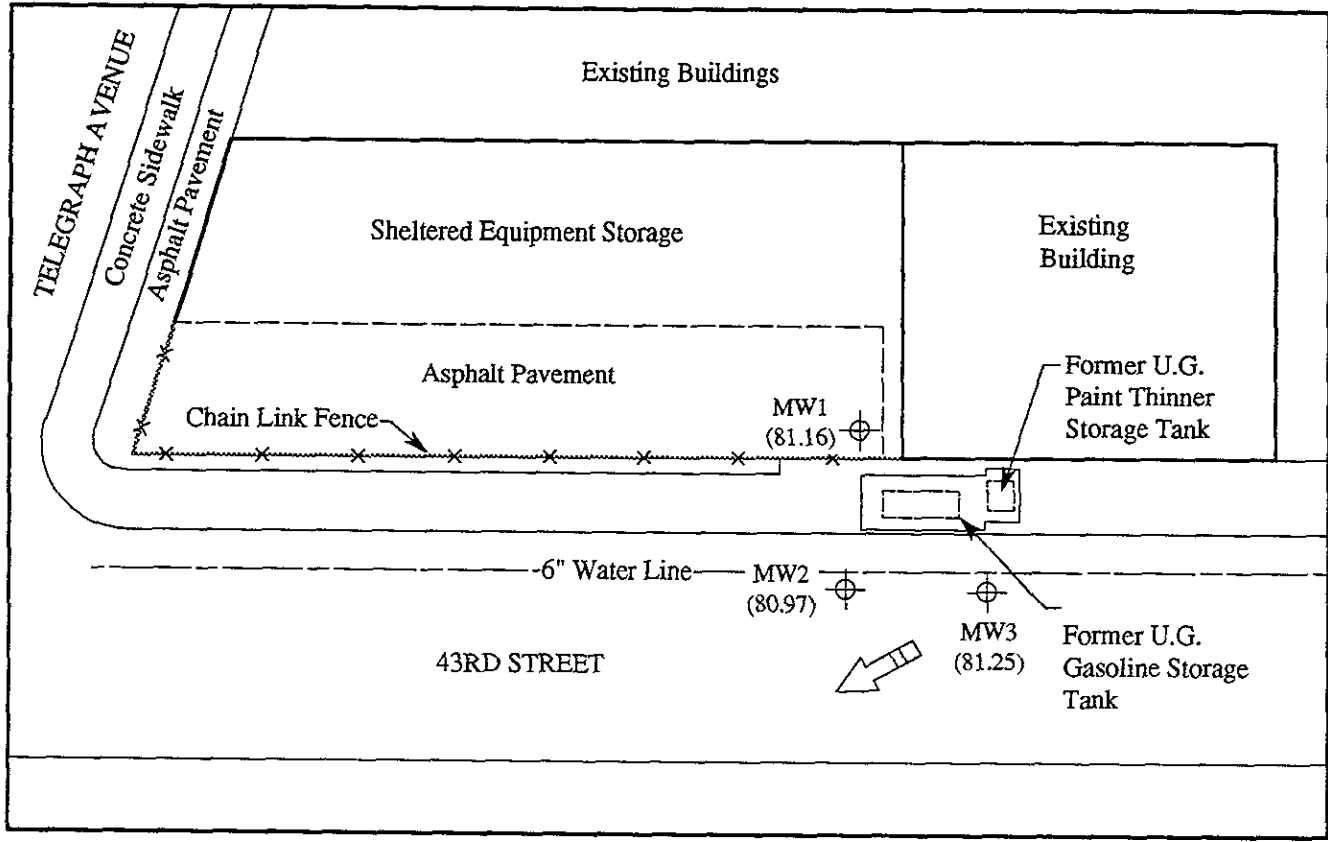 Existing Buildings
TELEGRAPH AVENUE
Concrete Sidewalk
Asphalt Pavement
Sheltered Equipment Storage
Existing
Building
Asphalt Pavement
Former U.G.
Paint Thinner
Storage Tank
Chain Link Fence
MW1
(81.16)
6" Water Line
MW2
(80.97)
MW3
(81.25)
Former U.G.
Gasoline Storage
Tank
43RD STREET